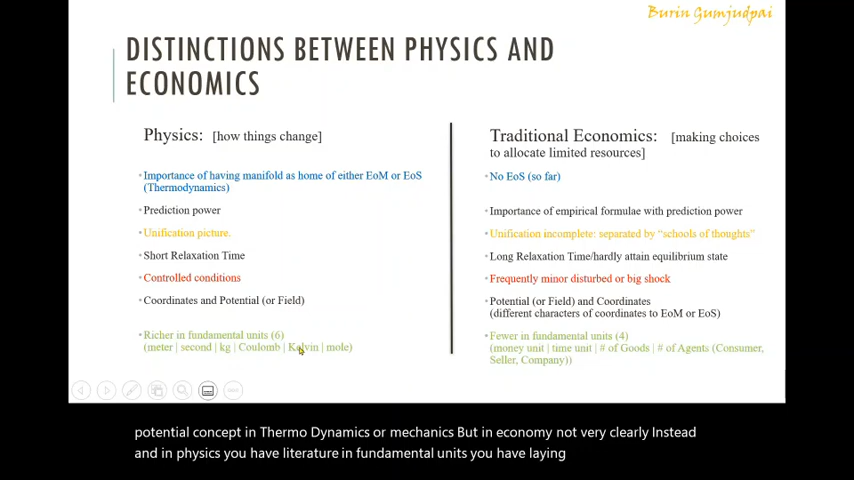 Burin Gumjudpai
DISTINCTIONS BETWEEN PHYSICS AND
ECONOMICS
Physics: [how things change]
•Importance of having manifold as home of either EoM or EoS
(Thermodynamics)
•Prediction power
•Unification picture.
•Short Relaxation Time
•Controlled conditions
•Coordinates and Potential (or Field)
•Richer in fundamental units (6)
(meter | second | kg | Coulomb | Kelvin | mole)
Traditional Economics: [making choices
to allocate limited resources]
•No EoS (so far)
•Importance of empirical formulae with prediction power
•Unification incomplete: separated by “schools of thoughts”
•Long Relaxation Time/hardly attain equilibrium state
•Frequently minor disturbed or big shock
•Potential (or Field) and Coordinates
(different characters of coordinates to EoM or EoS)
•Fewer in fundamental units (4)
(money unit | time unit | # of Goods | # of Agents (Consumer,
Seller, Company))
potential concept in Thermo Dynamics or mechanics But in economy not very clearly Instead
and in physics you have literature in fundamental units you have laying